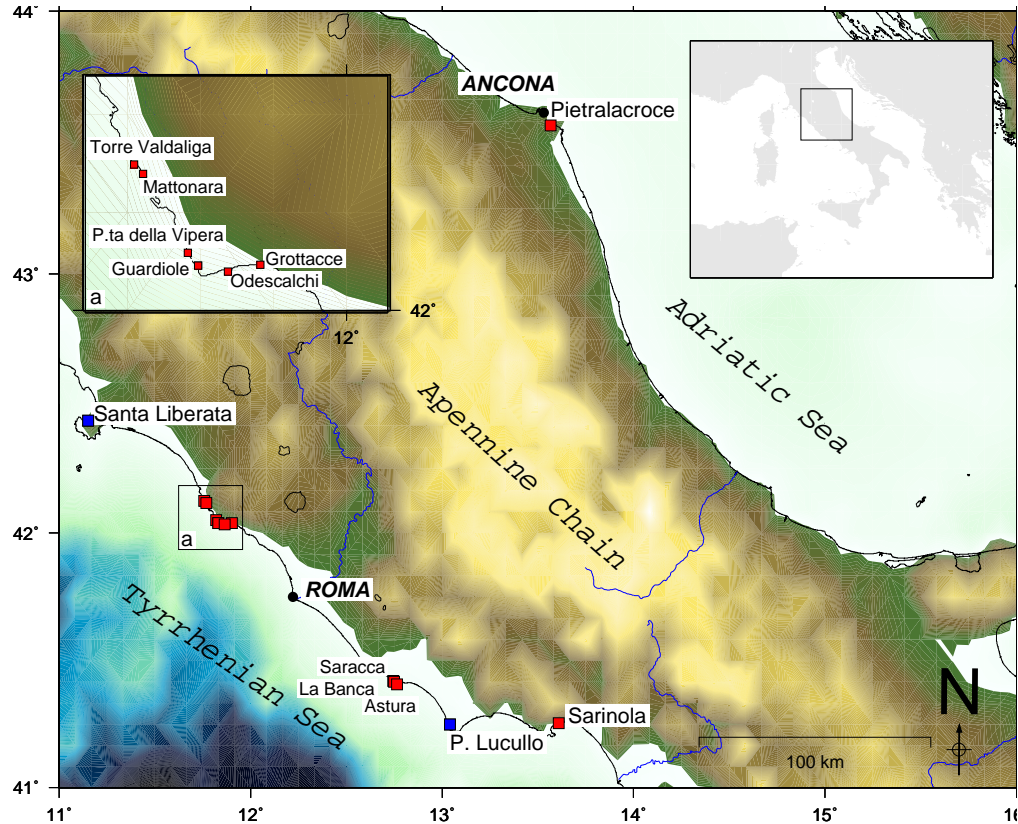 44˚
ANCONA
Pietralacroce
Torre Valdaliga
Mattonara
P.ta della Vipera
Grottacce
Guardiole
Odescalchi
a
42˚
12˚
43˚
Adriatic Sea
Apennine Chain
Santa Liberata
42˚
a
ROMA
Tyrrhenian Sea
Saracca
La Banca
Astura
Sarinola
P. Lucullo
N
100 km
41˚
11˚ 12˚ 13˚ 14˚ 15˚ 16